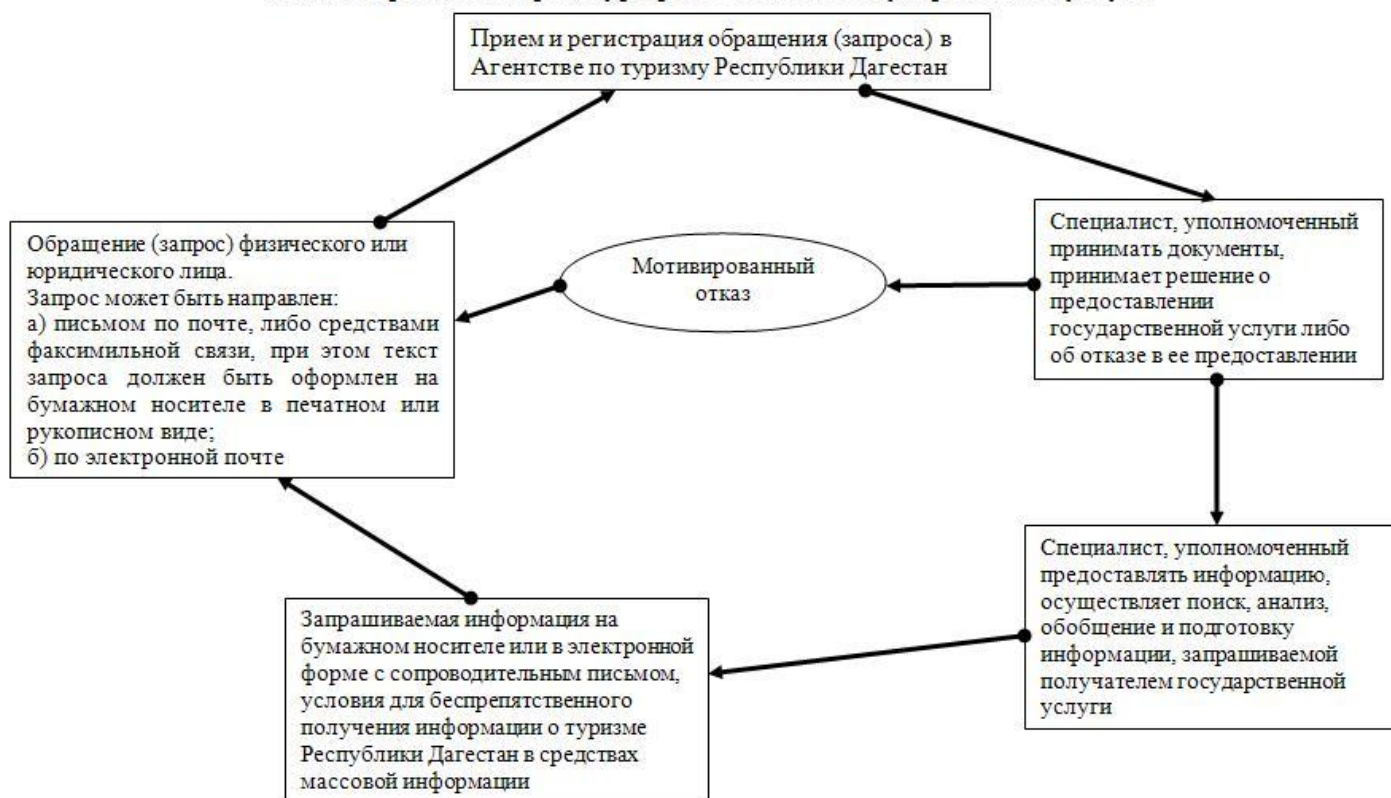 Прием и регистрация обращения (запроса) в
Агентстве по туризму Республики Дагестан
Обращение (запрос) физического или
юридического лица.
Запрос может быть направлен:
а) письмом по почте, либо средствами
факсимильной связи, при этом текст
запроса должен быть оформлен на
бумажном носителе в печатном или
рукописном виде;
б) по электронной почте
Мотивированный
отказ
Специалист, уполномоченный
принимать документы,
принимает решение о
предоставлении
государственной услуги либо
об отказе в ее предоставлении
Специалист, уполномоченный
предоставлять информацию,
осуществляет поиск, анализ,
обобщение и подготовку
информации, запрашиваемой
получателем государственной
услуги
Запрашиваемая информация на
бумажном носителе или в электронной
форме с сопроводительным письмом,
условия для беспрепятственного
получения информации о туризме
Республики Дагестан в средствах
массовой информации